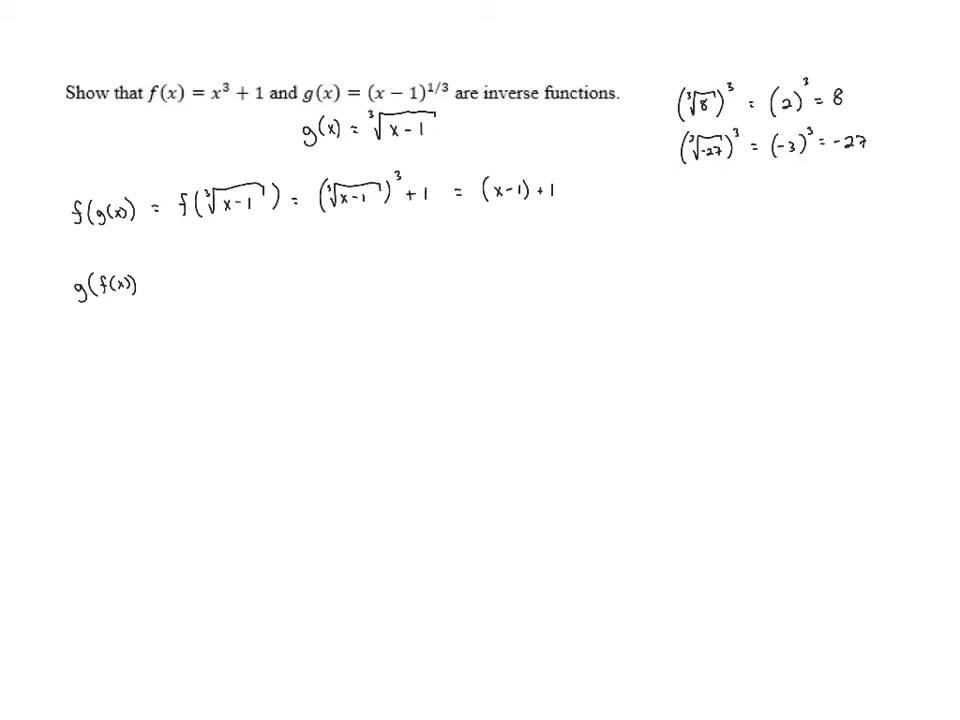 Show that f(x) = x³ + 1 and g(x) = (x − 1)^{1/3} are inverse functions.
g(x) = ∛(x - 1)
(∛8)³ = (2)³ = 8
(∛-27)³ = (-3)³ = -27
f(g(x)) = f(∛(x-1)) = (∛(x-1))³ + 1 = (x-1) + 1
g(f(x))